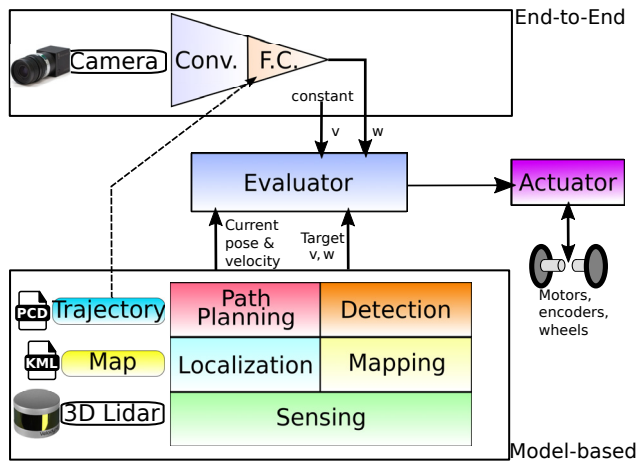 End-to-End
Camera
Conv.
F.C.
constant
v
w
Evaluator
Actuator
Current
pose &
velocity
Target
v, w
Motors,
encoders,
wheels
PCD
Trajectory
Path
Planning
Detection
KML
Map
Localization
Mapping
3D Lidar
Sensing
Model-based